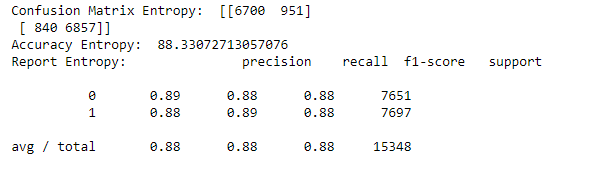 Confusion Matrix Entropy:  [[6700  951]
 [ 840 6857]]
Accuracy Entropy:  88.33072713057076
Report Entropy:               precision    recall  f1-score   support

          0       0.89      0.88      0.88      7651
          1       0.88      0.89      0.88      7697

avg / total       0.88      0.88      0.88     15348